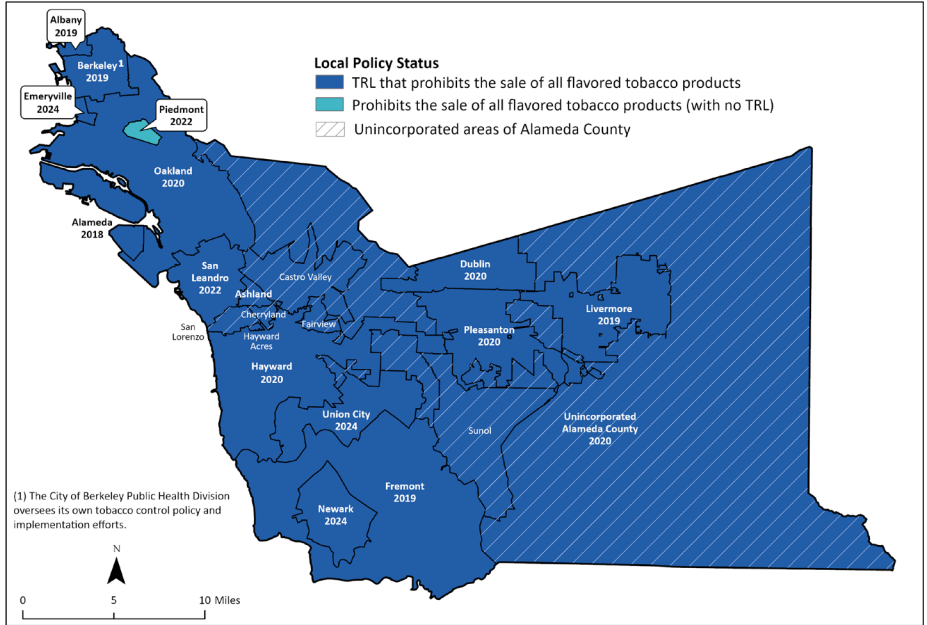 Albany
2019
Berkeley1
2019
Emeryville
2024
Piedmont
2022
Local Policy Status
TRL that prohibits the sale of all flavored tobacco products
Prohibits the sale of all flavored tobacco products (with no TRL)
Unincorporated areas of Alameda County
Oakland
2020
Alameda
2018
San
Leandro
2022
Castro Valley
Ashland
Cherryland
Fairview
San
Lorenzo
Hayward
Acres
Hayward
2020
Dublin
2020
Livermore
2019
Pleasanton
2020
Union City
2024
Sunol
Unincorporated
Alameda County
2020
Fremont
2019
Newark
2024
(1) The City of Berkeley Public Health Division
oversees its own tobacco control policy and
implementation efforts.
N
0 5 10 Miles